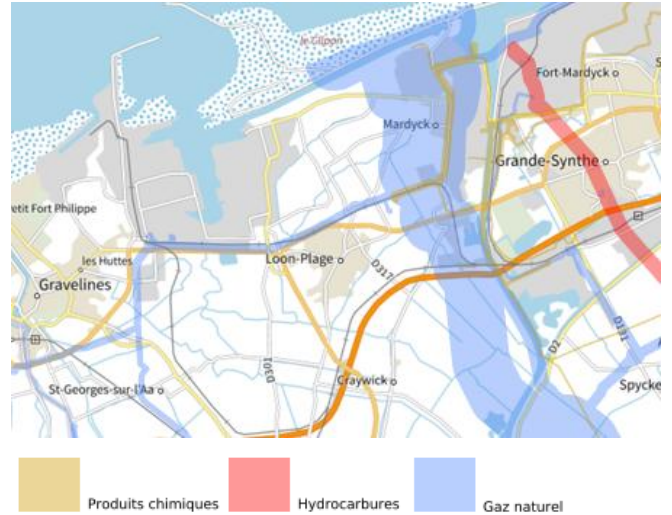 le Clipon
Fort-Mardyck
Mardyck
Grande-Synthe
Petit Fort Philippe
les Huttes
Loon-Plage
D317
Gravelines
D2
D131
D301
St-Georges-sur-l'Aa
Craywick
Spycke
Produits chimiques
Hydrocarbures
Gaz naturel